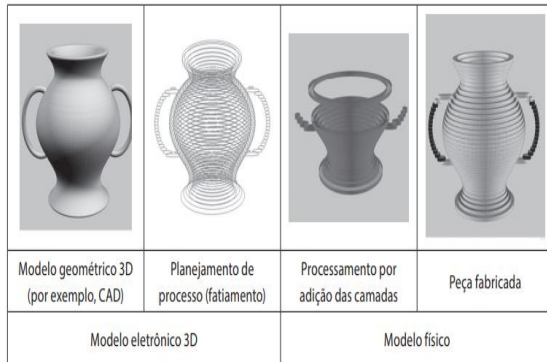 Modelo geométrico 3D
(por exemplo, CAD)
Planejamento de
processo (fatiamento)
Processamento por
adição das camadas
Peça fabricada
Modelo eletrônico 3D
Modelo físico